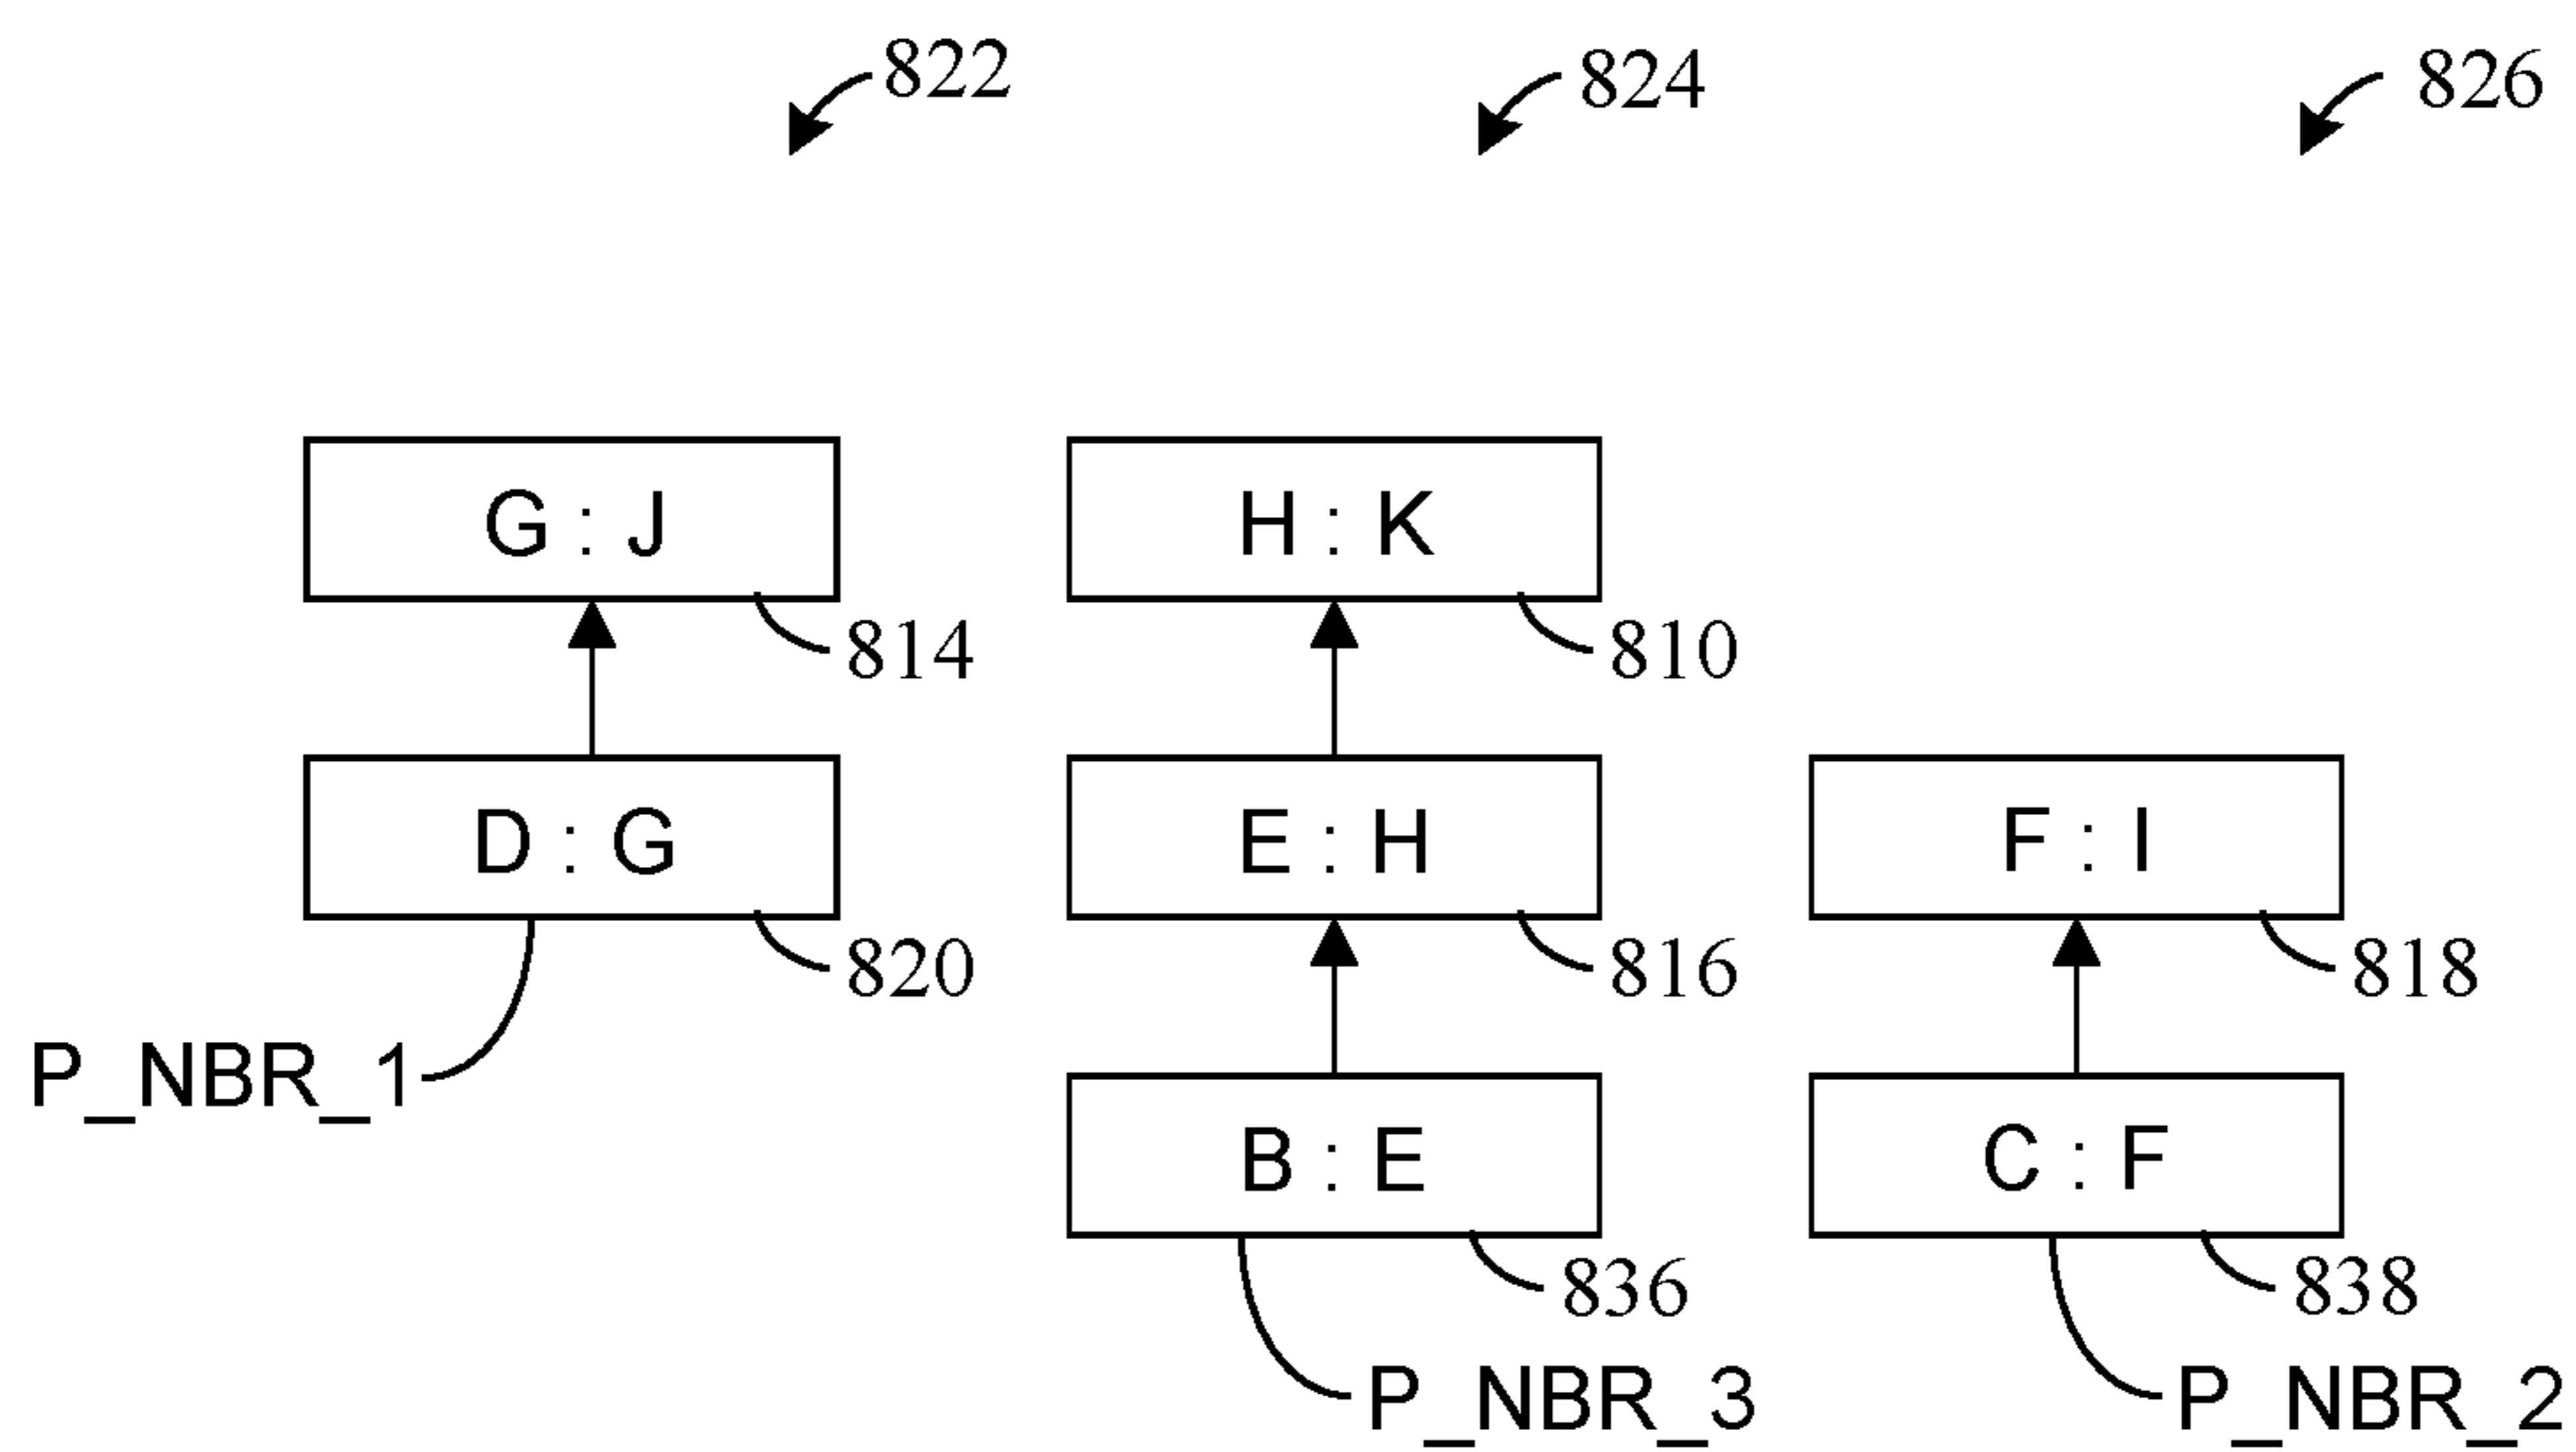 822 824 826
G : J H : K
814 810
D : G E : H F : I
820 816 818
P_NBR_1
B : E C : F
836 838
P_NBR_3 P_NBR_2